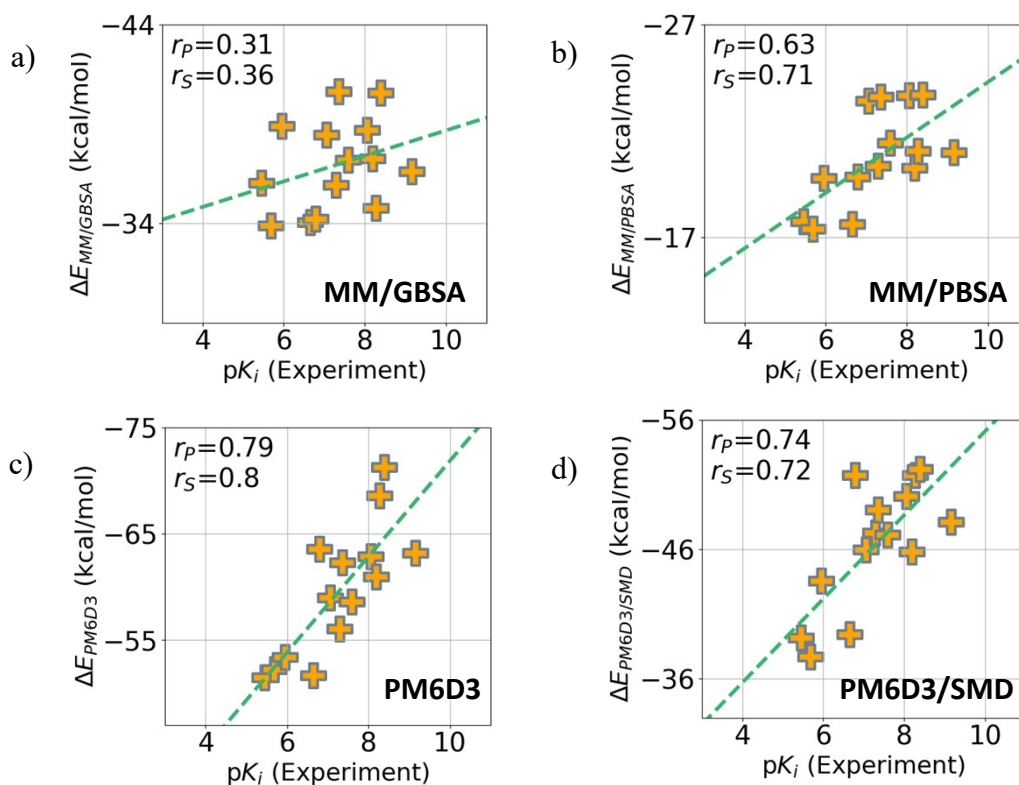 a)
−44
r_P=0.31
r_S=0.36
−34
ΔE_MM/GBSA (kcal/mol)
MM/GBSA
4 6 8 10
pK_i (Experiment)
b)
−27
r_P=0.63
r_S=0.71
−17
ΔE_MM/PBSA (kcal/mol)
MM/PBSA
4 6 8 10
pK_i (Experiment)
c)
−75
r_P=0.79
r_S=0.8
−65
−55
ΔE_PM6D3 (kcal/mol)
PM6D3
4 6 8 10
pK_i (Experiment)
d)
−56
r_P=0.74
r_S=0.72
−46
−36
ΔE_PM6D3/SMD (kcal/mol)
PM6D3/SMD
4 6 8 10
pK_i (Experiment)